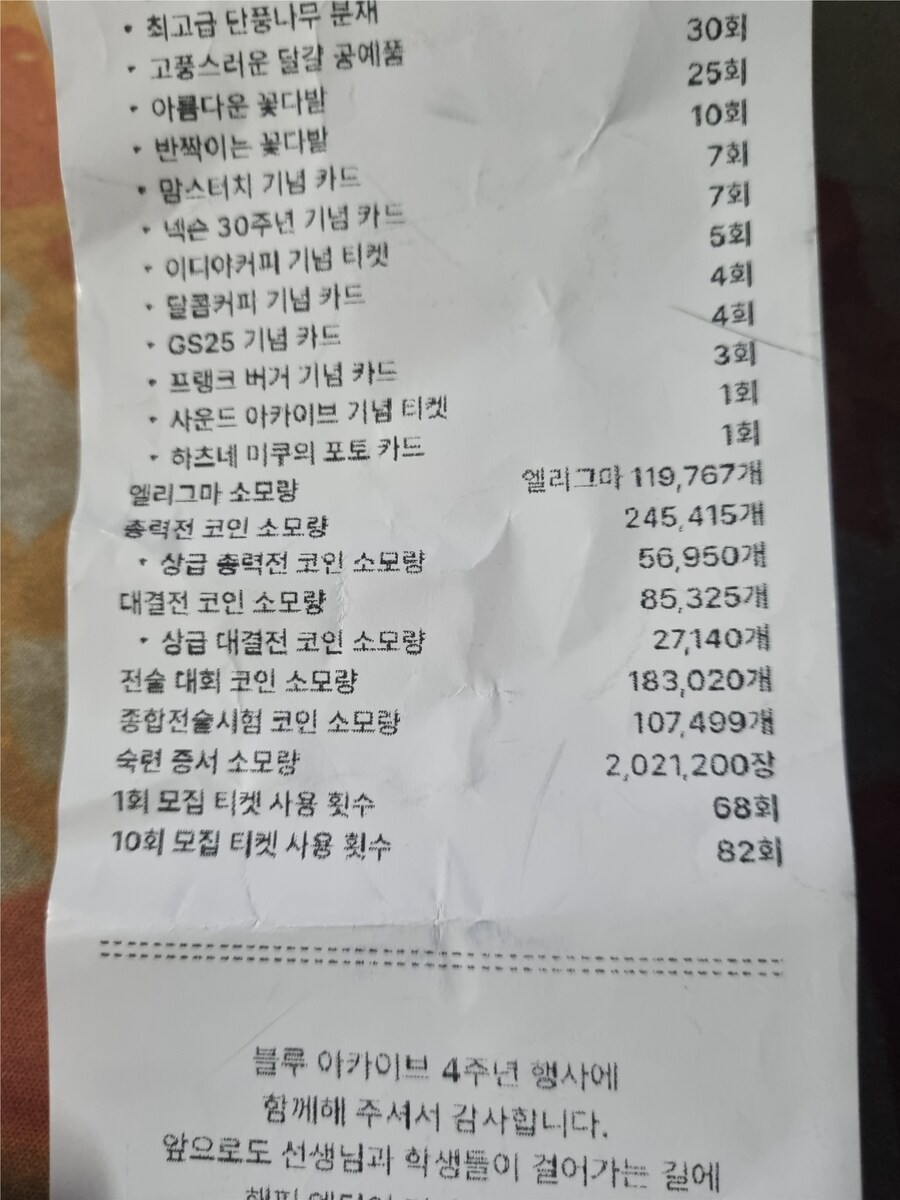 • 최고급 단풍나무 분재
• 고풍스러운 달걀 공예품 30회
• 아름다운 꽃다발 25회
• 반짝이는 꽃다발 10회
• 맘스터치 기념 카드 7회
• 넥슨 30주년 기념 카드 7회
• 이디야커피 기념 티켓 5회
• 달콤커피 기념 카드 4회
• GS25 기념 카드 4회
• 프랭크 버거 기념 카드 3회
• 사운드 아카이브 기념 티켓 1회
• 하츠네 미쿠의 포토 카드 1회
엘리그마 소모량 엘리그마 119,767개
총력전 코인 소모량 245,415개
• 상급 총력전 코인 소모량 56,950개
대결전 코인 소모량 85,325개
• 상급 대결전 코인 소모량 27,140개
전술 대회 코인 소모량 183,020개
종합전술시험 코인 소모량 107,499개
숙련 증서 소모량 2,021,200장
1회 모집 티켓 사용 횟수 68회
10회 모집 티켓 사용 횟수 82회
블루 아카이브 4주년 행사에
함께해 주셔서 감사합니다.
앞으로도 선생님과 학생들이 걸어가는 길에